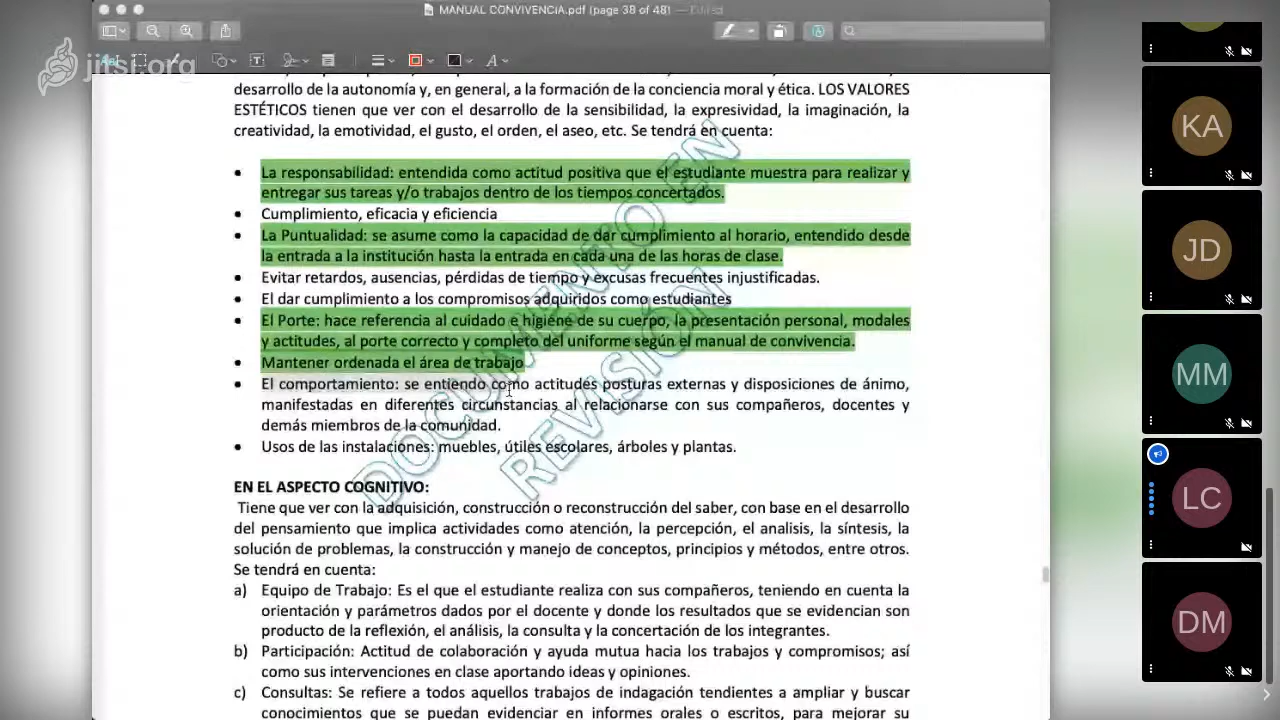 MANUAL CONVIVENCIA.pdf (page 38 of 48) — Edited
jitsi.org
desarrollo de la autonomía y, en general, a la formación de la conciencia moral y ética. LOS VALORES
ESTÉTICOS tienen que ver con el desarrollo de la sensibilidad, la expresividad, la imaginación, la
creatividad, la emotividad, el gusto, el orden, el aseo, etc. Se tendrá en cuenta:
• La responsabilidad: entendida como actitud positiva que el estudiante muestra para realizar y
entregar sus tareas y/o trabajos dentro de los tiempos concertados.
• Cumplimiento, eficacia y eficiencia
• La Puntualidad: se asume como la capacidad de dar cumplimiento al horario, entendido desde
la entrada a la institución hasta la entrada en cada una de las horas de clase.
• Evitar retardos, ausencias, pérdidas de tiempo y excusas frecuentes injustificadas.
• El dar cumplimiento a los compromisos adquiridos como estudiantes
• El Porte: hace referencia al cuidado e higiene de su cuerpo, la presentación personal, modales
y actitudes, al porte correcto y completo del uniforme según el manual de convivencia.
• Mantener ordenada el área de trabajo
• El comportamiento: se entiendo como actitudes posturas externas y disposiciones de ánimo,
manifestadas en diferentes circunstancias al relacionarse con sus compañeros, docentes y
demás miembros de la comunidad.
• Usos de las instalaciones: muebles, útiles escolares, árboles y plantas.
EN EL ASPECTO COGNITIVO:
Tiene que ver con la adquisición, construcción o reconstrucción del saber, con base en el desarrollo
del pensamiento que implica actividades como atención, la percepción, el analisis, la síntesis, la
solución de problemas, la construcción y manejo de conceptos, principios y métodos, entre otros.
Se tendrá en cuenta:
a) Equipo de Trabajo: Es el que el estudiante realiza con sus compañeros, teniendo en cuenta la
orientación y parámetros dados por el docente y donde los resultados que se evidencian son
producto de la reflexión, el análisis, la consulta y la concertación de los integrantes.
b) Participación: Actitud de colaboración y ayuda mutua hacia los trabajos y compromisos; así
como sus intervenciones en clase aportando ideas y opiniones.
c) Consultas: Se refiere a todos aquellos trabajos de indagación tendientes a ampliar y buscar
conocimientos que se puedan evidenciar en informes orales o escritos, para mejorar su
DOCUMENTO EN
REVISIÓN
KA
JD
MM
LC
DM